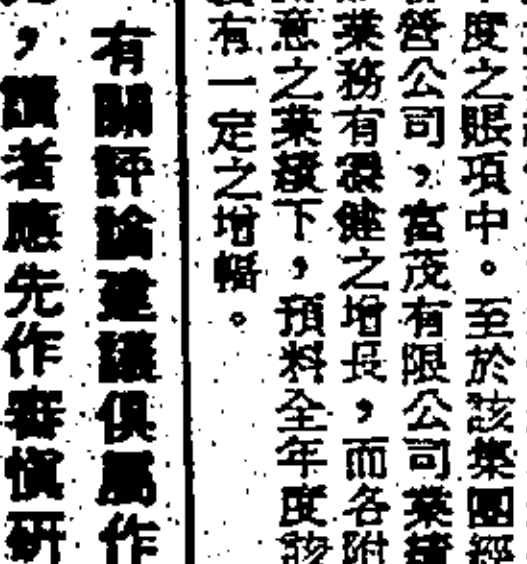 度之賬項中。至於該集團經
營公司，富茂有限公司業績
業務有穩健之增長，而各附
意之業績下，預料全年度該
有一定之增幅。
有關評論建議俱屬作
，讀者應先作審慎研